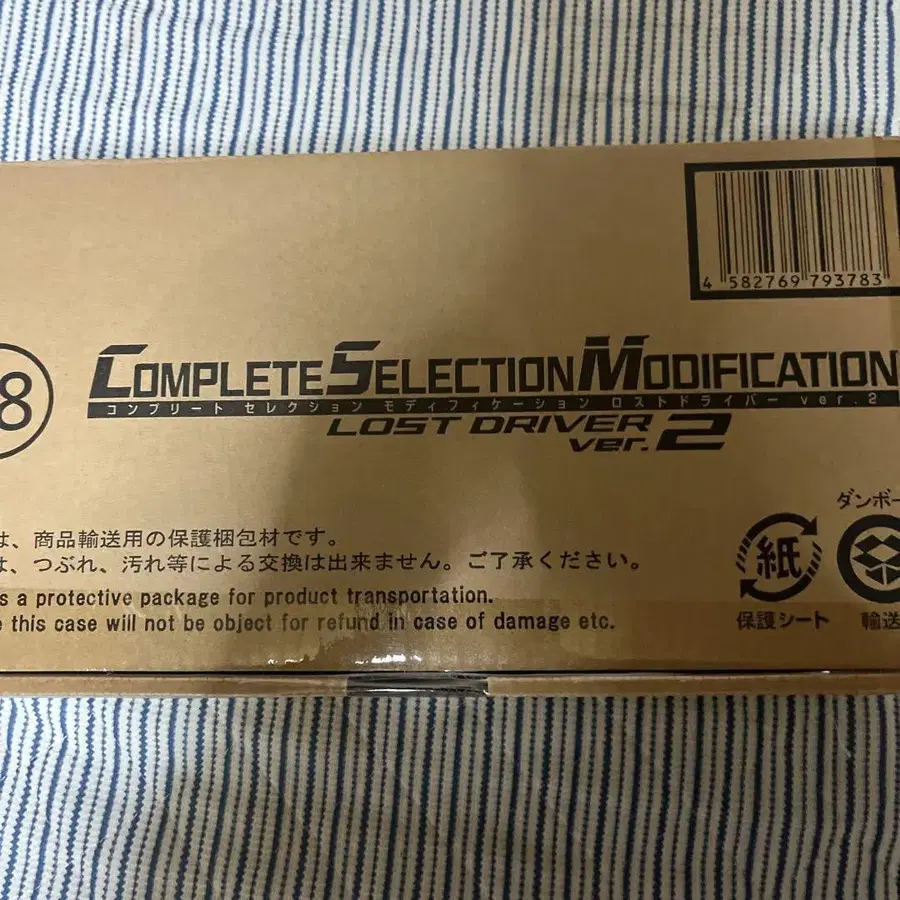 4 582769 793783
8
COMPLETE SELECTION MODIFICATION
コンプリート セレクション モディフィケーション ロストドライバー ver.2
LOST DRIVER
ver.2
は、商品輸送用の保護梱包材です。
は、つぶれ、汚れ等による交換は出来ません。ご了承ください。
s a protective package for product transportation.
e this case will not be object for refund in case of damage etc.
紙
保護シート
ダンボー
輸送